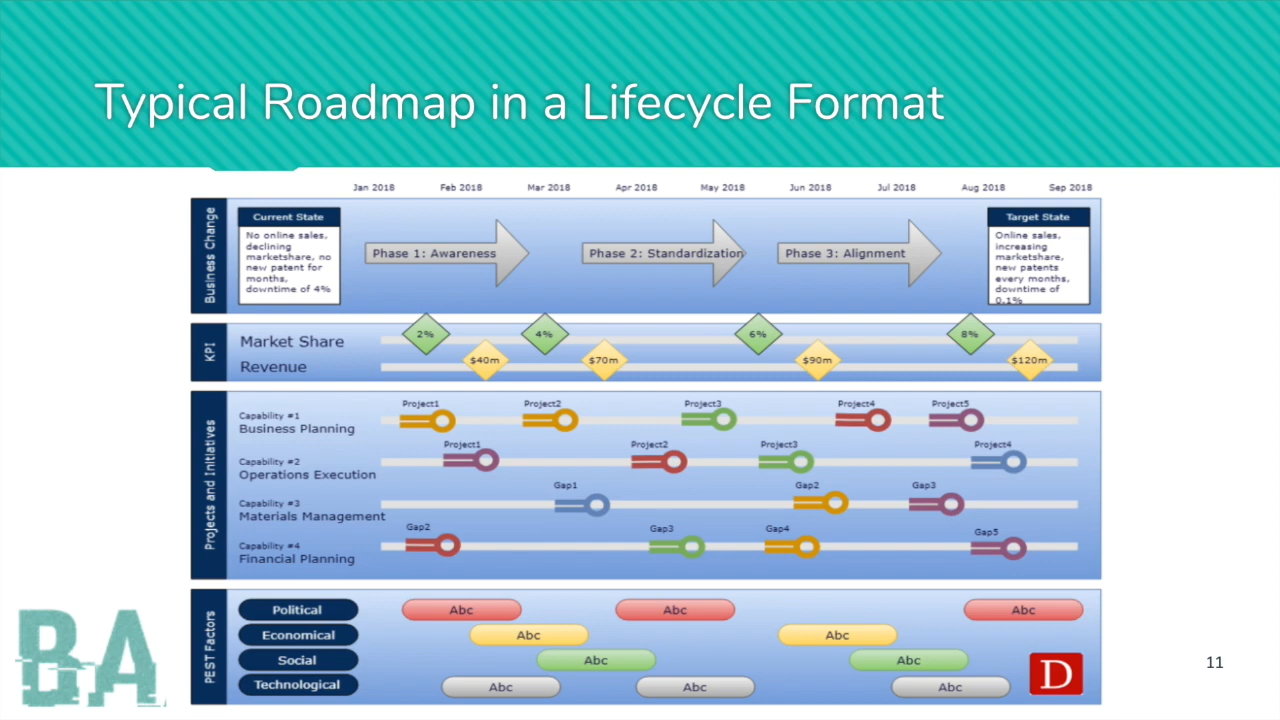 Typical Roadmap in a Lifecycle Format
Jan 2018 Feb 2018 Mar 2018 Apr 2018 May 2018 Jun 2018 Jul 2018 Aug 2018 Sep 2018
Business Change
Current State
No online sales,
declining
marketshare, no
new patent for
months,
downtime of 4%
Phase 1: Awareness
Phase 2: Standardization
Phase 3: Alignment
Target State
Online sales,
increasing
marketshare,
new patents
every months,
downtime of
0.1%
KPI
Market Share 2% 4% 6% 8%
Revenue $40m $70m $90m $120m
Projects and Initiatives
Project1 Project2 Project3 Project4 Project5
Capability #1
Business Planning
Project1 Project2 Project3 Project4
Capability #2
Operations Execution
Gap1 Gap2 Gap3
Capability #3
Materials Management
Gap2 Gap3 Gap4 Gap5
Capability #4
Financial Planning
PEST Factors
Political Abc Abc Abc
Economical Abc Abc
Social Abc Abc
Technological Abc Abc Abc
D
BA
11